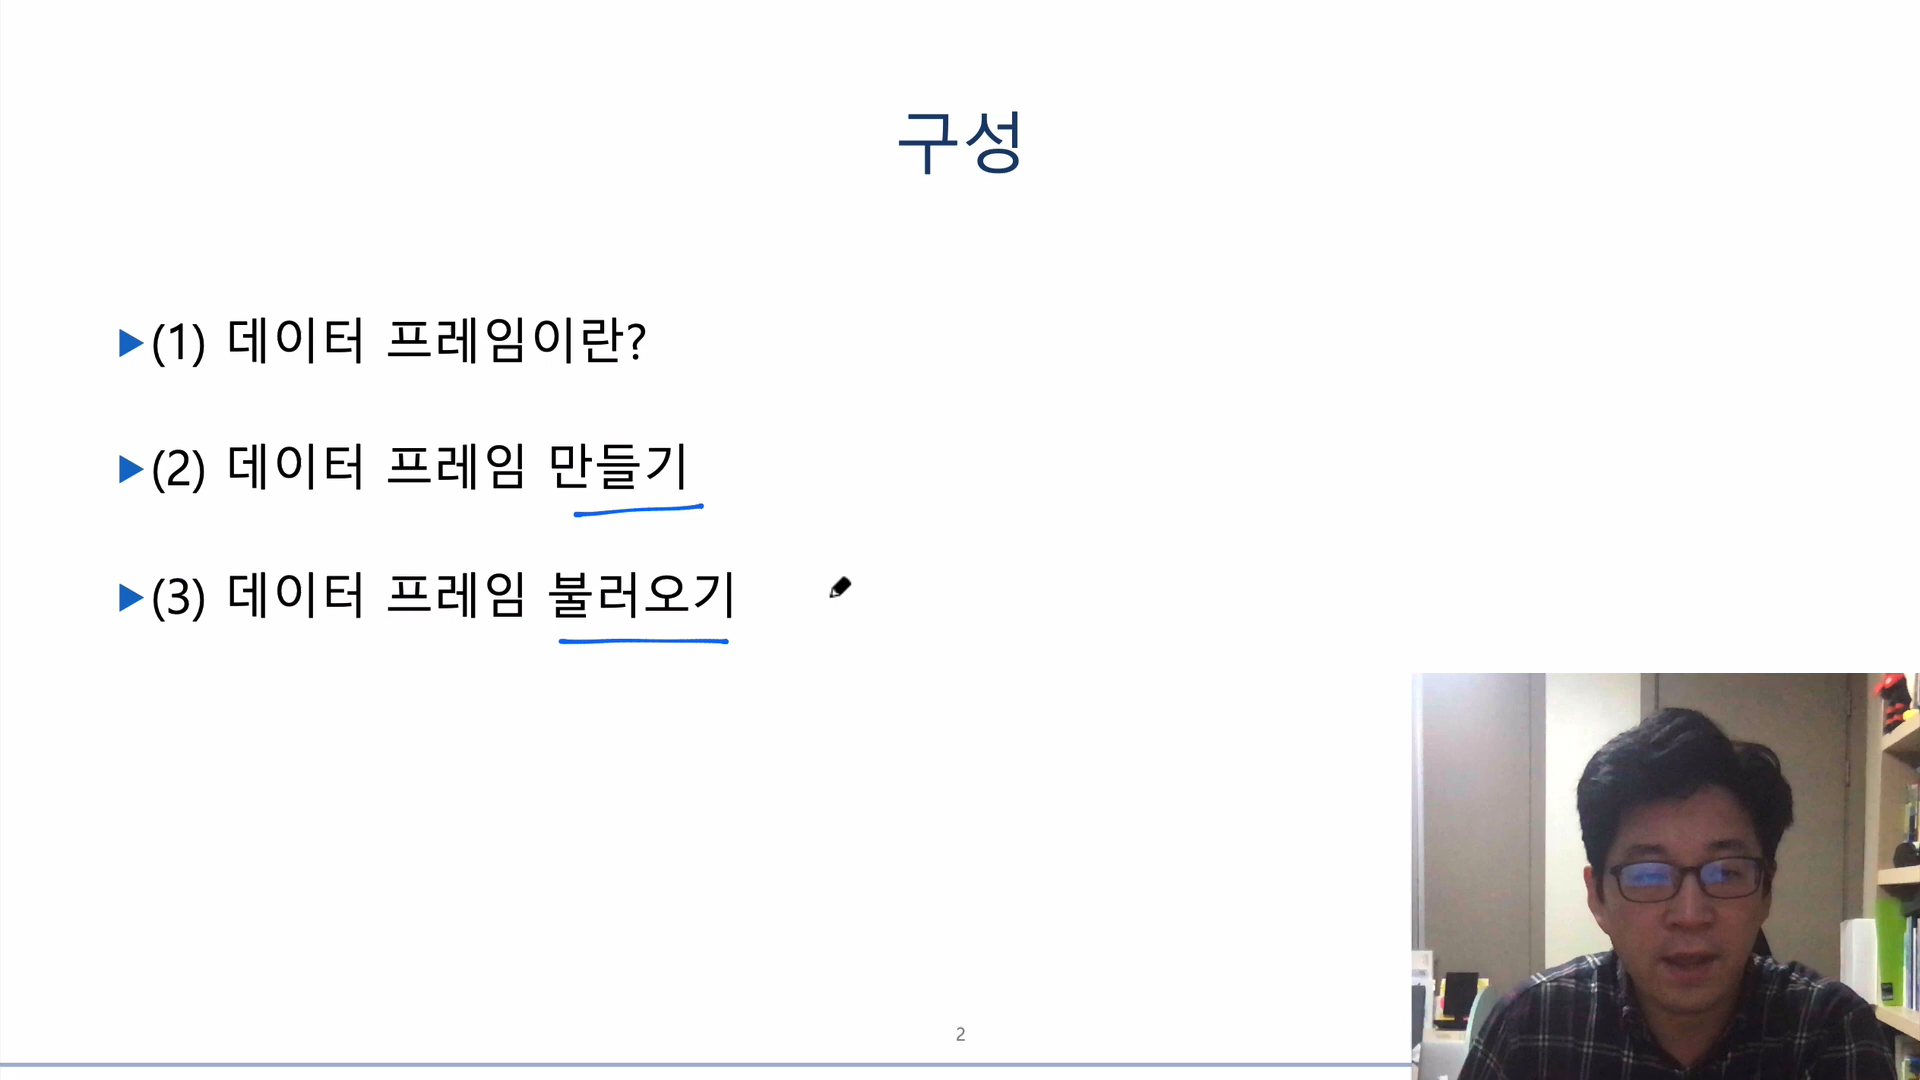 구성
(1) 데이터 프레임이란?
(2) 데이터 프레임 만들기
(3) 데이터 프레임 불러오기
2